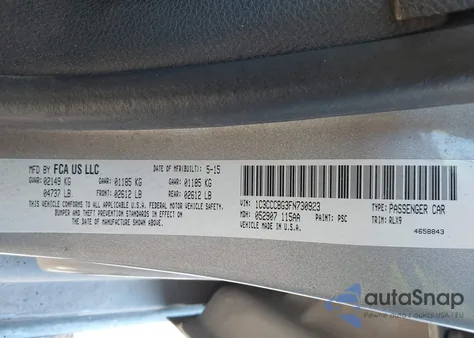 MFD BY FCA US LLC
DATE OF MFR(BUILT): 5-15
GVWR: 02149 KG
GAWR: 01185 KG
GAWR: 01185 KG
04737 LB
FRONT: 02612 LB
REAR: 02612 LB
THIS VEHICLE CONFORMS TO ALL APPLICABLE U.S.A. FEDERAL MOTOR VEHICLE SAFETY,
BUMPER AND THEFT PREVENTION STANDARDS IN EFFECT ON
THE DATE OF MANUFACTURE SHOWN ABOVE.
VIN: 1C3CCCBG3FN730923
TYPE: PASSENGER CAR
MDH: 052907 115AA
PAINT: PSC
TRIM: RLX9
VEHICLE MADE IN U.S.A.
4658843
autoSnap